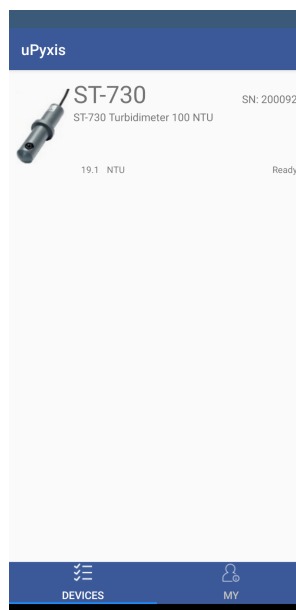 uPyxis
ST-730
SN: 200092
ST-730 Turbidimeter 100 NTU
19.1 NTU
Ready
DEVICES
MY